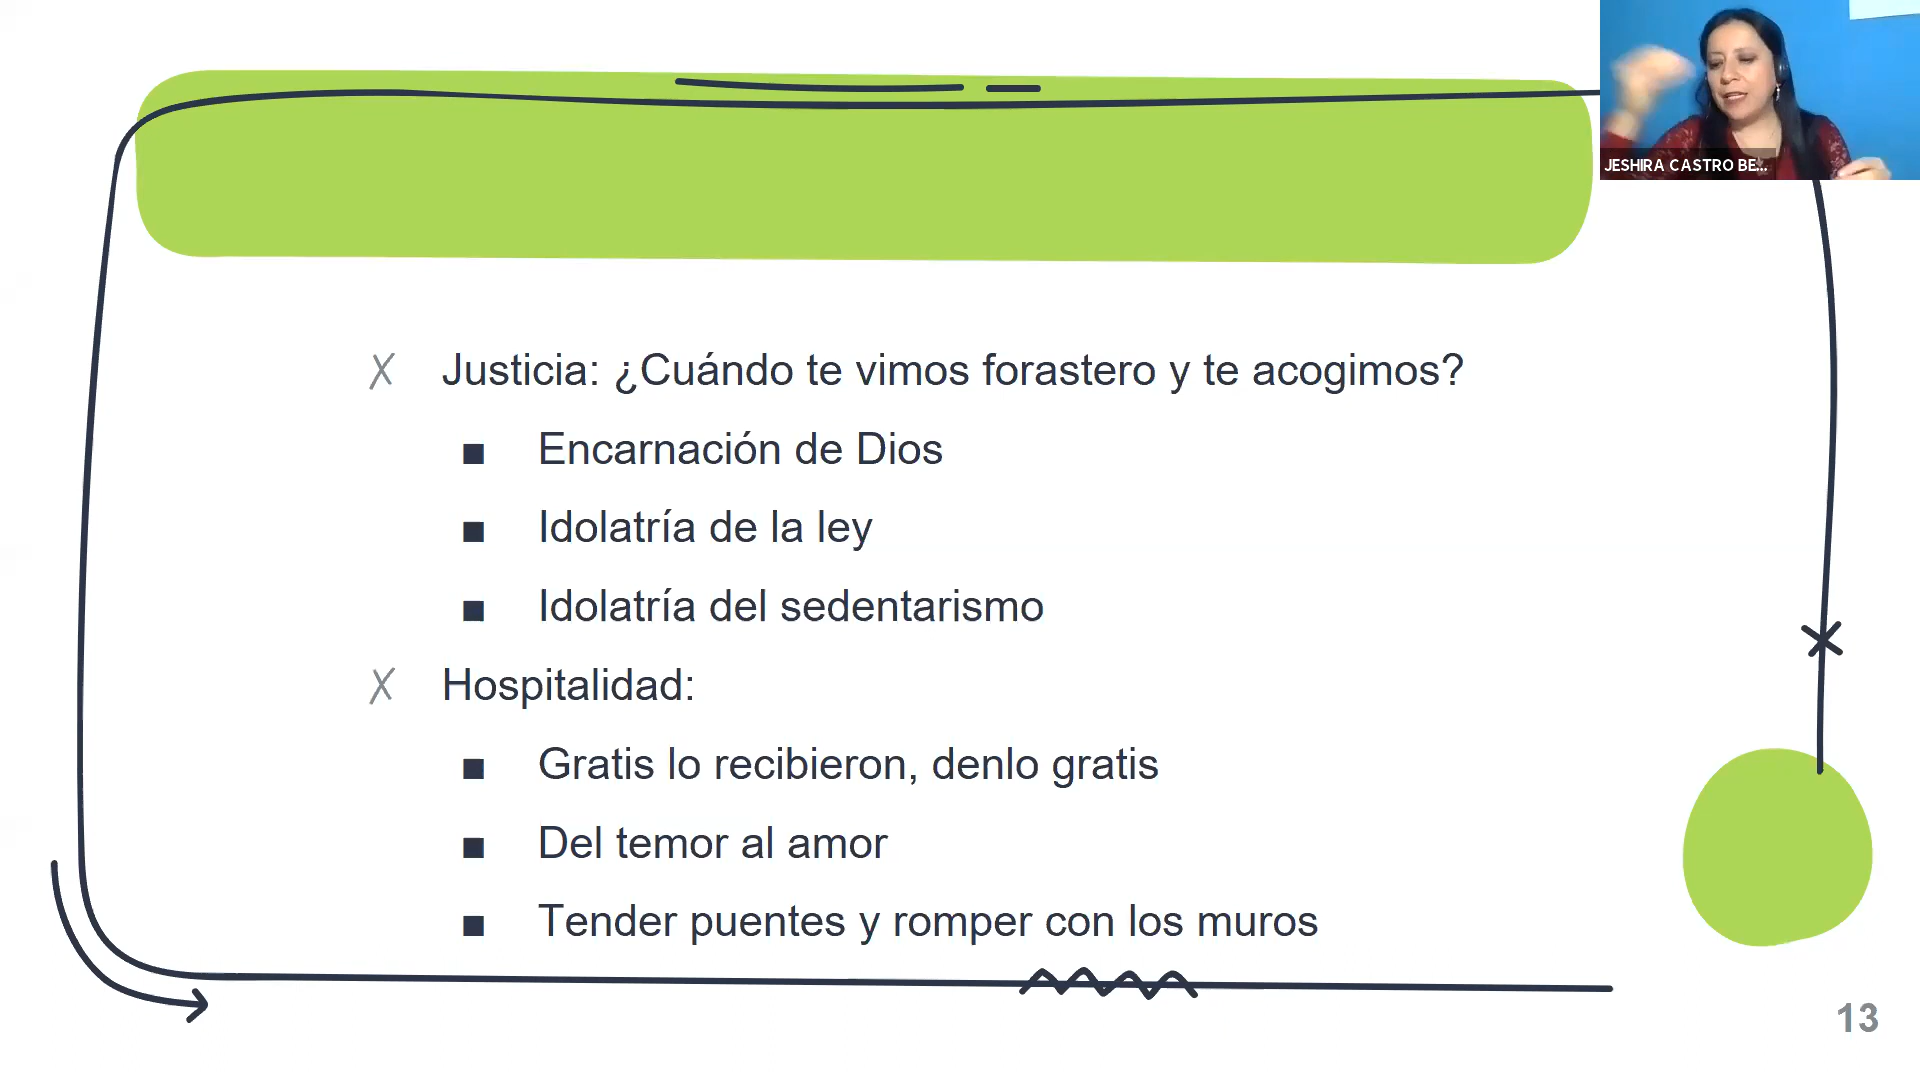 JESHIRA CASTRO BE...
Justicia: ¿Cuándo te vimos forastero y te acogimos?
Encarnación de Dios
Idolatría de la ley
Idolatría del sedentarismo
Hospitalidad:
Gratis lo recibieron, denlo gratis
Del temor al amor
Tender puentes y romper con los muros
13